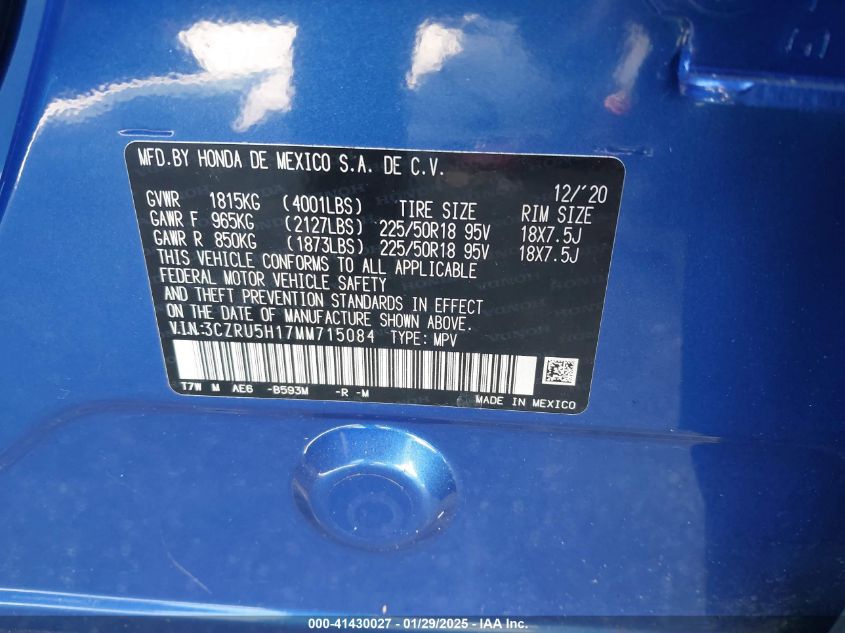 MFD.BY HONDA DE MEXICO S.A. DE C.V.
12/'20
GVWR 1815KG (4001LBS) TIRE SIZE RIM SIZE
GAWR F 965KG (2127LBS) 225/50R18 95V 18X7.5J
GAWR R 850KG (1873LBS) 225/50R18 95V 18X7.5J
THIS VEHICLE CONFORMS TO ALL APPLICABLE
FEDERAL MOTOR VEHICLE SAFETY
AND THEFT PREVENTION STANDARDS IN EFFECT
ON THE DATE OF MANUFACTURE SHOWN ABOVE.
V.I.N:3CZRU5H17MM715084 TYPE: MPV
T7W M AE6 -B593M -R -M
MADE IN MEXICO
000-41430027 - 01/29/2025 - IAA Inc.